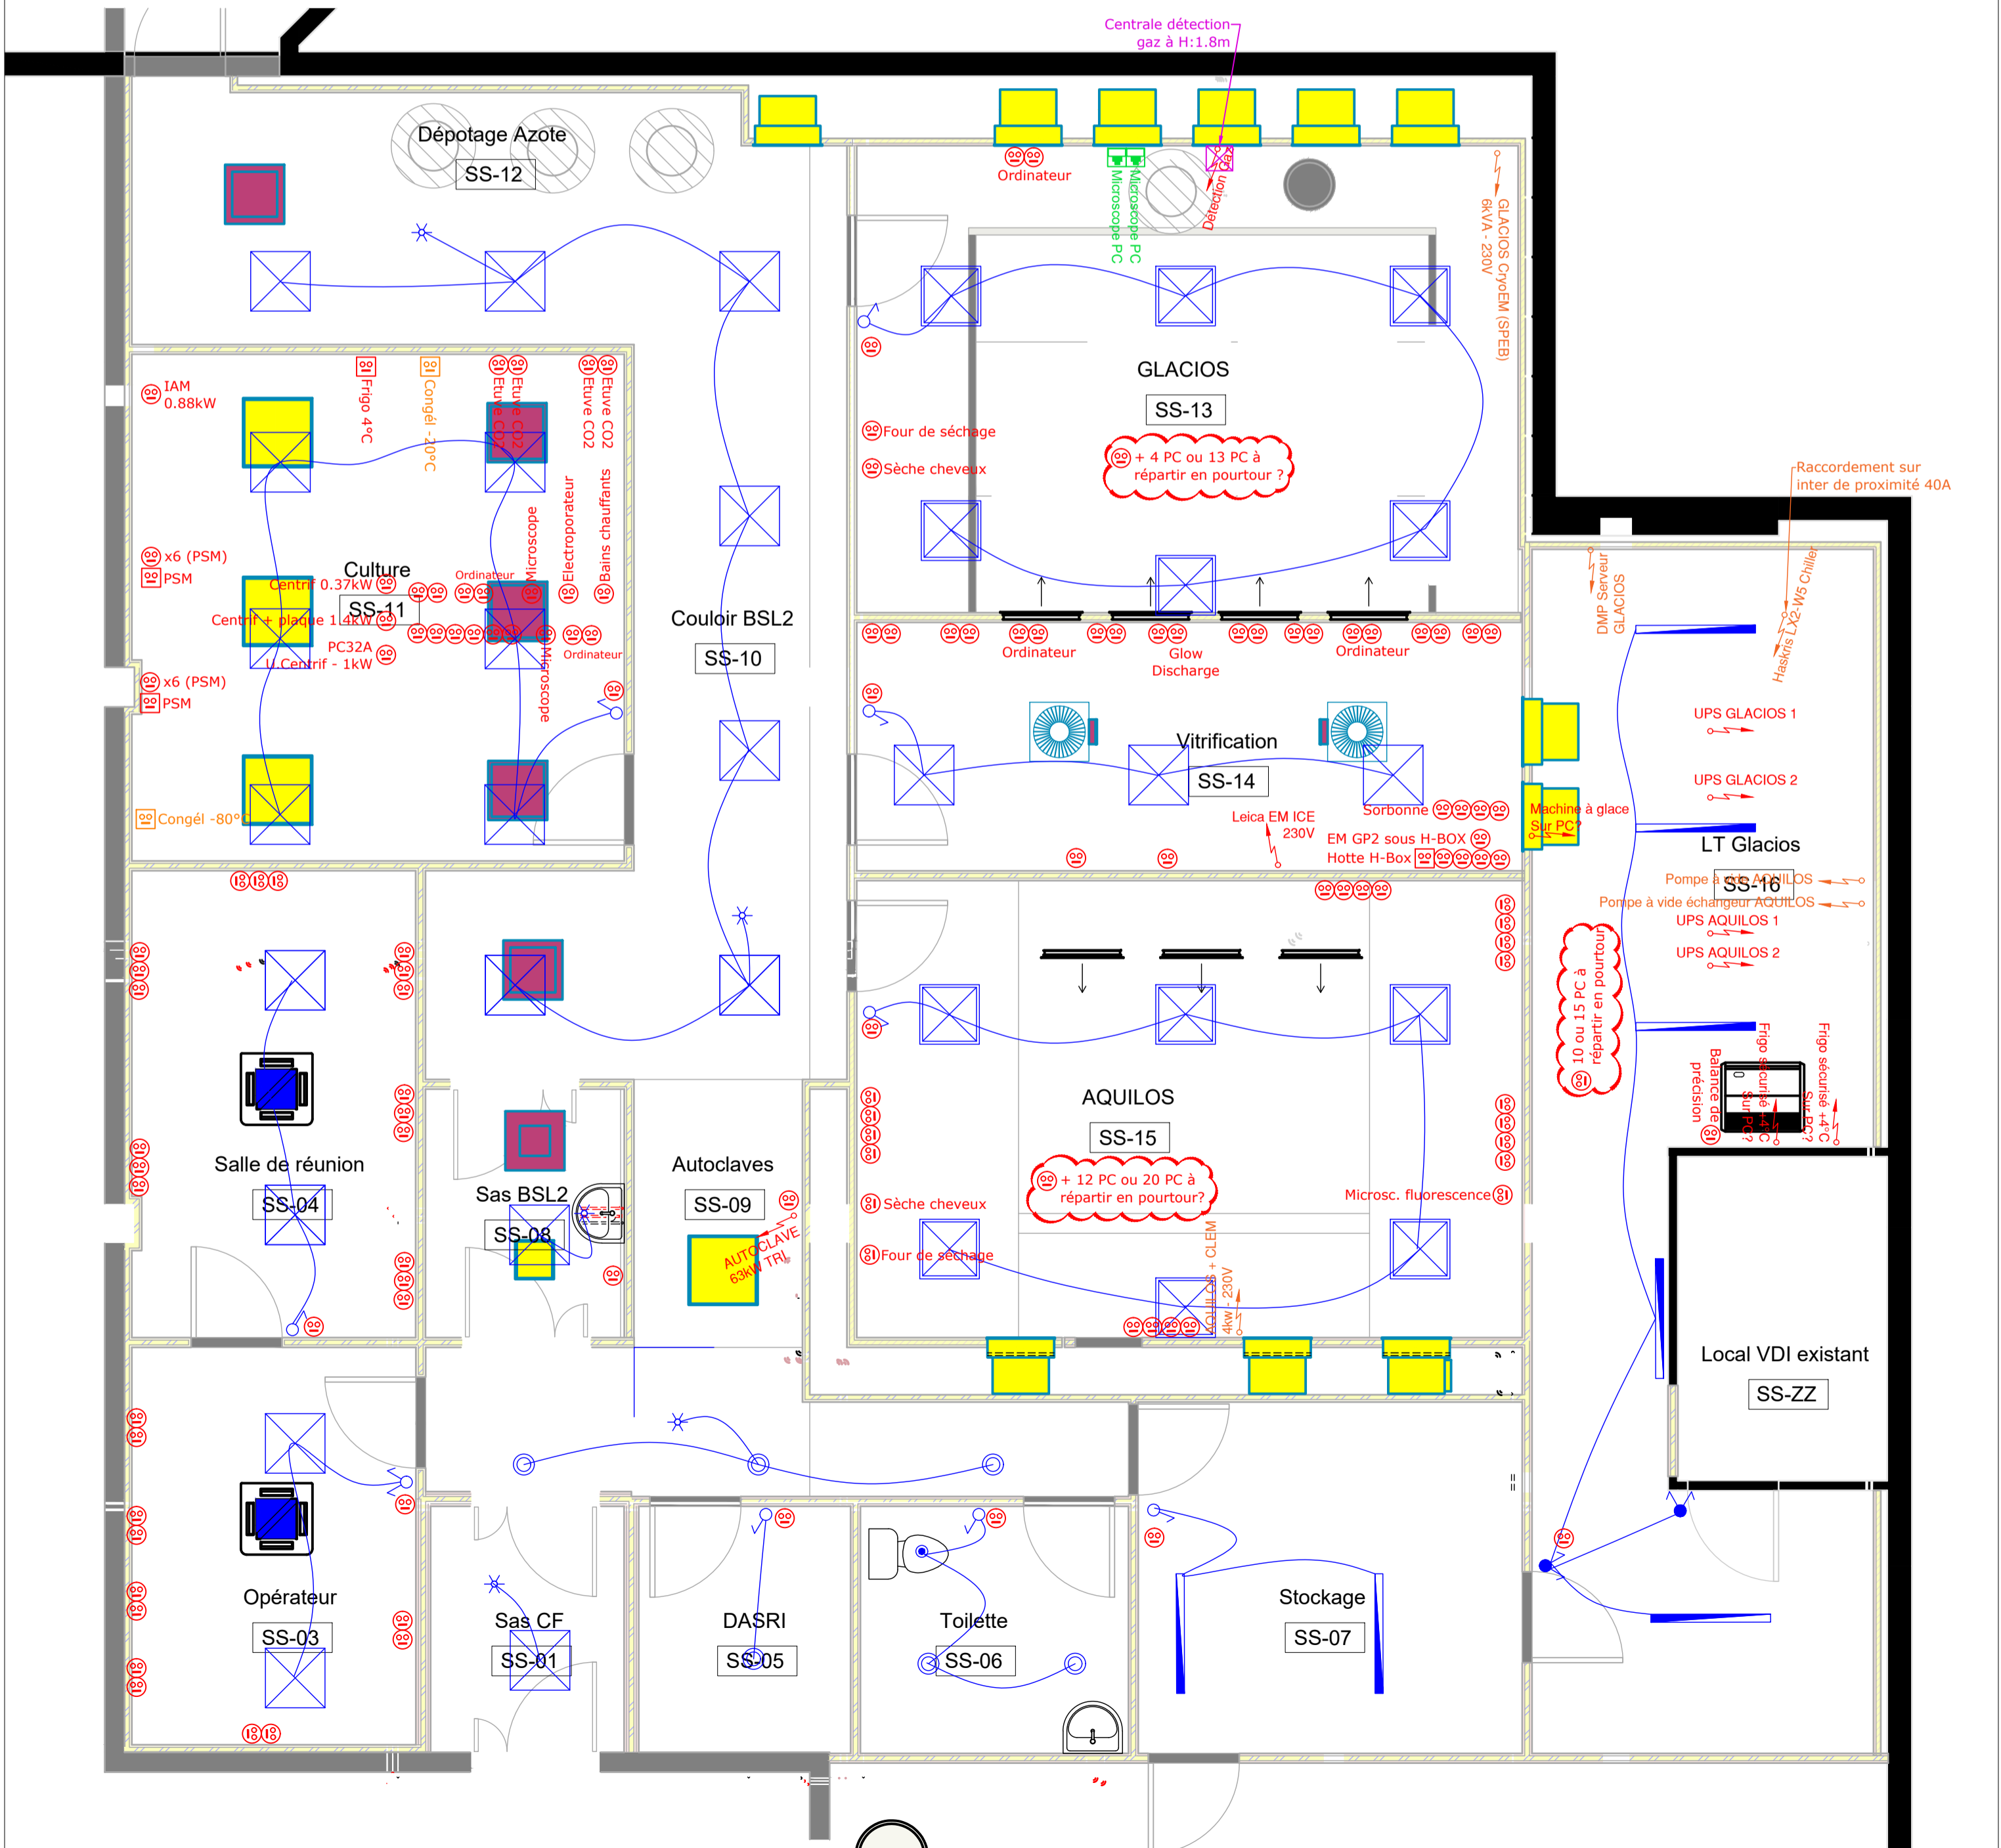 Centrale détection
gaz à H:1.8m
Dépotage Azote
SS-12
Ordinateur
Microscope PC
Microscope PC
Détection Gaz
GLACIOS CryoEM (SPEB)
6kVA - 230V
GLACIOS
SS-13
Four de séchage
Sèche cheveux
+ 4 PC ou 13 PC à
répartir en pourtour ?
IAM
0.88kW
Frigo 4°C
Congél -20°C
Etuve CO2
Etuve CO2
Etuve CO2
Etuve CO2
Microscope
Electroporateur
Bains chauffants
x6 (PSM)
PSM
Culture
SS-11
Centrif 0.37kW
Ordinateur
Centrif + plaque 1.4kW
PC32A
U.Centrif - 1kW
Microscope
Ordinateur
x6 (PSM)
PSM
Congél -80°C
Couloir BSL2
SS-10
Raccordement sur
inter de proximité 40A
DMP Serveur
GLACIOS
Haskris LX2-W5 Chiller
Ordinateur
Glow
Discharge
Ordinateur
Vitrification
SS-14
Leica EM ICE
230V
Sorbonne
EM GP2 sous H-BOX
Hotte H-Box
Machine à glace
Sur PC?
UPS GLACIOS 1
UPS GLACIOS 2
LT Glacios
SS-16
Pompe à vide AQUILOS
Pompe à vide échangeur AQUILOS
UPS AQUILOS 1
UPS AQUILOS 2
10 ou 15 PC à
répartir en pourtour
Balance de
précision
Frigo sécurisé +4°C
Sur PC?
Frigo sécurisé +4°C
Sur PC?
AQUILOS
SS-15
+ 12 PC ou 20 PC à
répartir en pourtour?
Sèche cheveux
Four de séchage
Microsc. fluorescence
AQUILOS + CLEM
4kw - 230V
Salle de réunion
SS-04
Sas BSL2
SS-08
Autoclaves
SS-09
AUTOCLAVE
63kW TRI
Local VDI existant
SS-ZZ
Opérateur
SS-03
Sas CF
SS-01
DASRI
SS-05
Toilette
SS-06
Stockage
SS-07